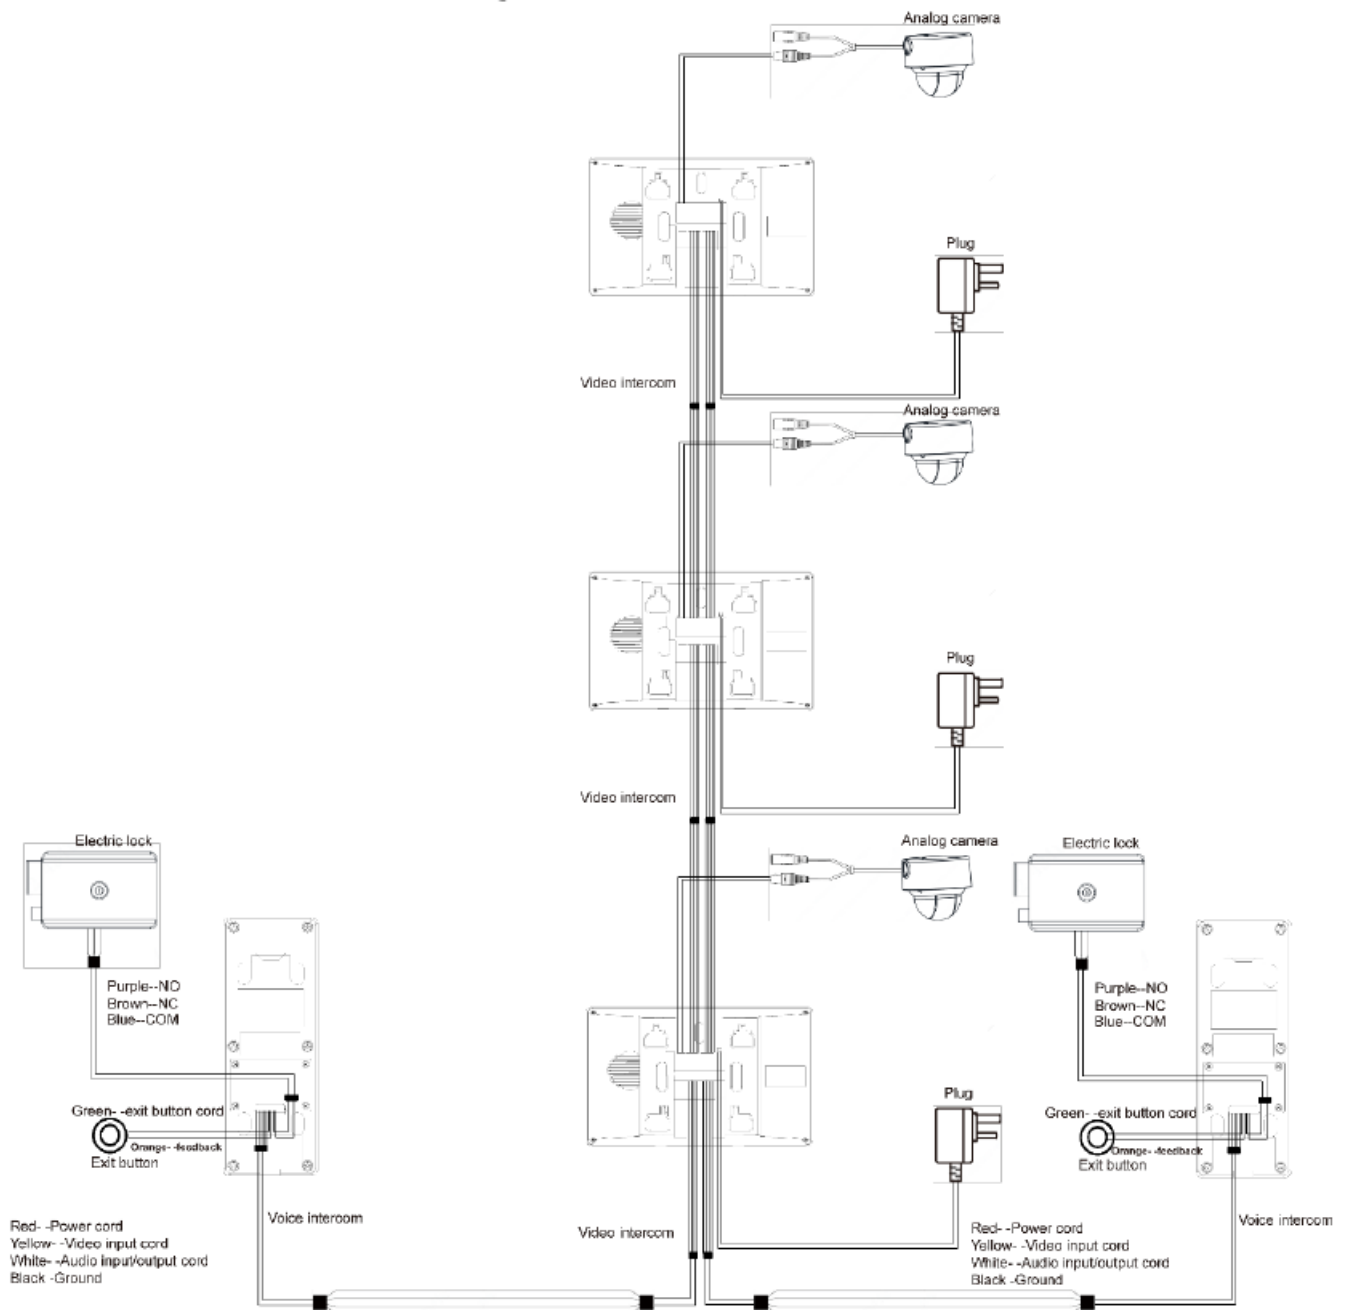 Analog camera
Plug
Video intercom
Analog camera
Plug
Video intercom
Electric lock
Analog camera
Electric lock
Purple--NO
Brown--NC
Blue--COM
Purple--NO
Brown--NC
Blue--COM
Plug
Green- -exit button cord
Orange- -feedback
Exit button
Green- -exit button cord
Orange- -feedback
Exit button
Voice intercom
Video intercom
Voice intercom
Red- -Power cord
Yellow- -Video input cord
White- -Audio input/output cord
Black -Ground
Red- -Power cord
Yellow- -Video input cord
White- -Audio input/output cord
Black -Ground